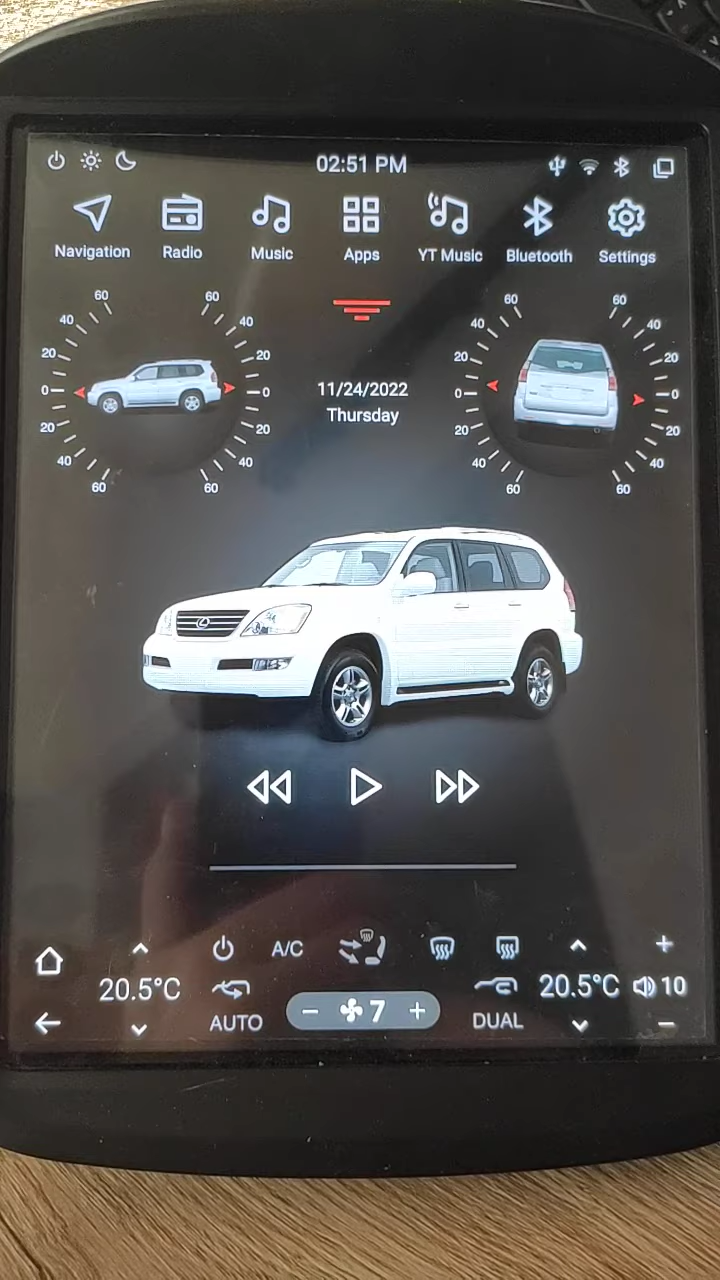 02:51 PM
Navigation Radio Music Apps YT Music Bluetooth Settings
60 60 60 60
40 40 40 40
20 20 20 20
0 0 0 0
20 20 20 20
40 40 40 40
60 60 60 60
11/24/2022
Thursday
A/C
20.5°C 20.5°C 10
AUTO 7 DUAL